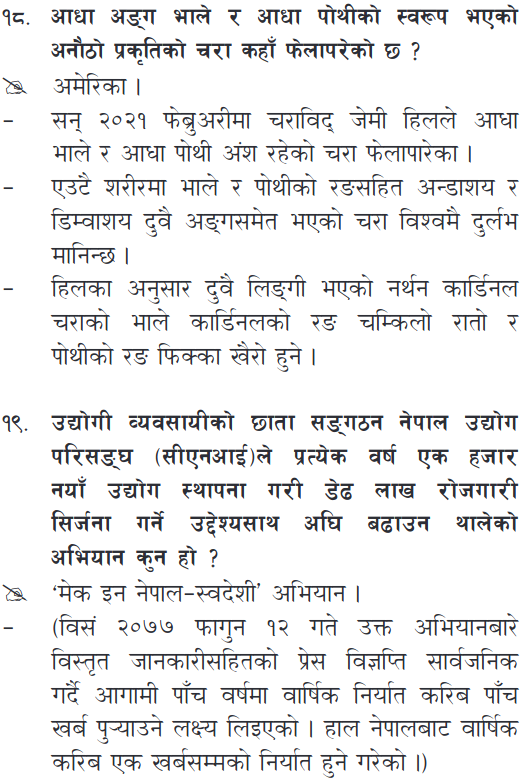 १८. आधा अङ्ग भाले र आधा पोथीको स्वरूप भएको
अनौठो प्रकृतिको चरा कहाँ फेलापरेको छ ?
अमेरिका ।
– सन् २०२१ फेब्रुअरीमा चराविद् जेमी हिलले आधा
भाले र आधा पोथी अंश रहेको चरा फेलापारेका ।
– एउटै शरीरमा भाले र पोथीको रङसहित अन्डाशय र
डिम्वाशय दुवै अङ्गसमेत भएको चरा विश्वमै दुर्लभ
मानिन्छ ।
– हिलका अनुसार दुवै लिङ्गी भएको नर्थन कार्डिनल
चराको भाले कार्डिनलको रङ चम्किलो रातो र
पोथीको रङ फिक्का खैरो हुने ।
१९. उद्योगी व्यवसायीको छाता सङ्गठन नेपाल उद्योग
परिसङ्घ (सीएनआई)ले प्रत्येक वर्ष एक हजार
नयाँ उद्योग स्थापना गरी डेढ लाख रोजगारी
सिर्जना गर्ने उद्देश्यसाथ अघि बढाउन थालेको
अभियान कुन हो ?
‘मेक इन नेपाल–स्वदेशी’ अभियान ।
– (विसं २०७७ फागुन १२ गते उक्त अभियानबारे
विस्तृत जानकारीसहितको प्रेस विज्ञप्ति सार्वजनिक
गर्दै आगामी पाँच वर्षमा वार्षिक निर्यात करिब पाँच
खर्ब पुऱ्याउने लक्ष्य लिइएको । हाल नेपालबाट वार्षिक
करिब एक खर्बसम्मको निर्यात हुने गरेको ।)